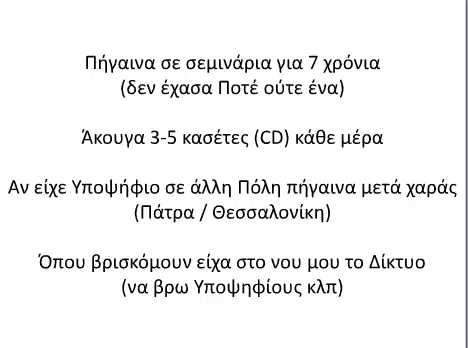 Πήγαινα σε σεμινάρια για 7 χρόνια
(δεν έχασα Ποτέ ούτε ένα)
Άκουγα 3-5 κασέτες (CD) κάθε μέρα
Αν είχε Υποψήφιο σε άλλη Πόλη πήγαινα μετά χαράς
(Πάτρα / Θεσσαλονίκη)
Όπου βρισκόμουν είχα στο νου μου το Δίκτυο
(να βρω Υποψηφίους κλπ)